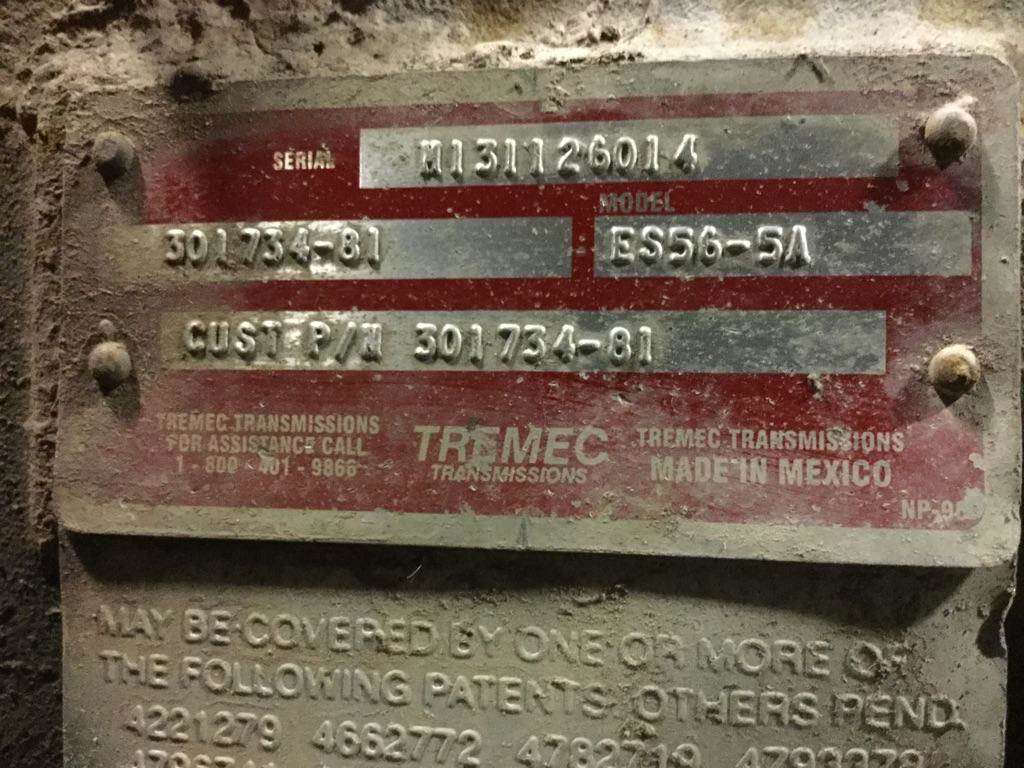 SERIAL M131126014
MODEL
301734-81 ES56-5A
CUST P/N 301734-81
TREMEC TRANSMISSIONS
FOR ASSISTANCE CALL
1-800-401-9866
TREMEC
TRANSMISSIONS
TREMEC TRANSMISSIONS
MADE IN MEXICO
MAY BE COVERED BY ONE OR MORE OF
THE FOLLOWING PATENTS. OTHERS PEND.
4221279 4662772 4782719